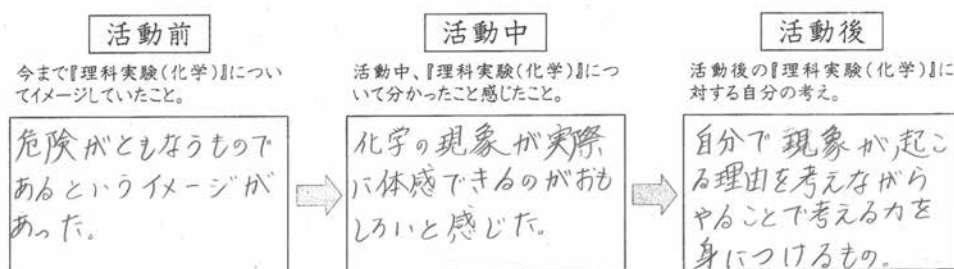 活動前
今まで『理科実験(化学)』につい
てイメージしていたこと。
危険がともなうもので
あるというイメージが
あった。
活動中
活動中、『理科実験(化学)』につ
いて分かったこと感じたこと。
化学の現象が実際
に体感できるのがおも
しろいと感じた。
活動後
活動後の『理科実験(化学)』に
対する自分の考え。
自分で現象が起こ
る理由を考えながら
やることで考える力を
身につけるもの。